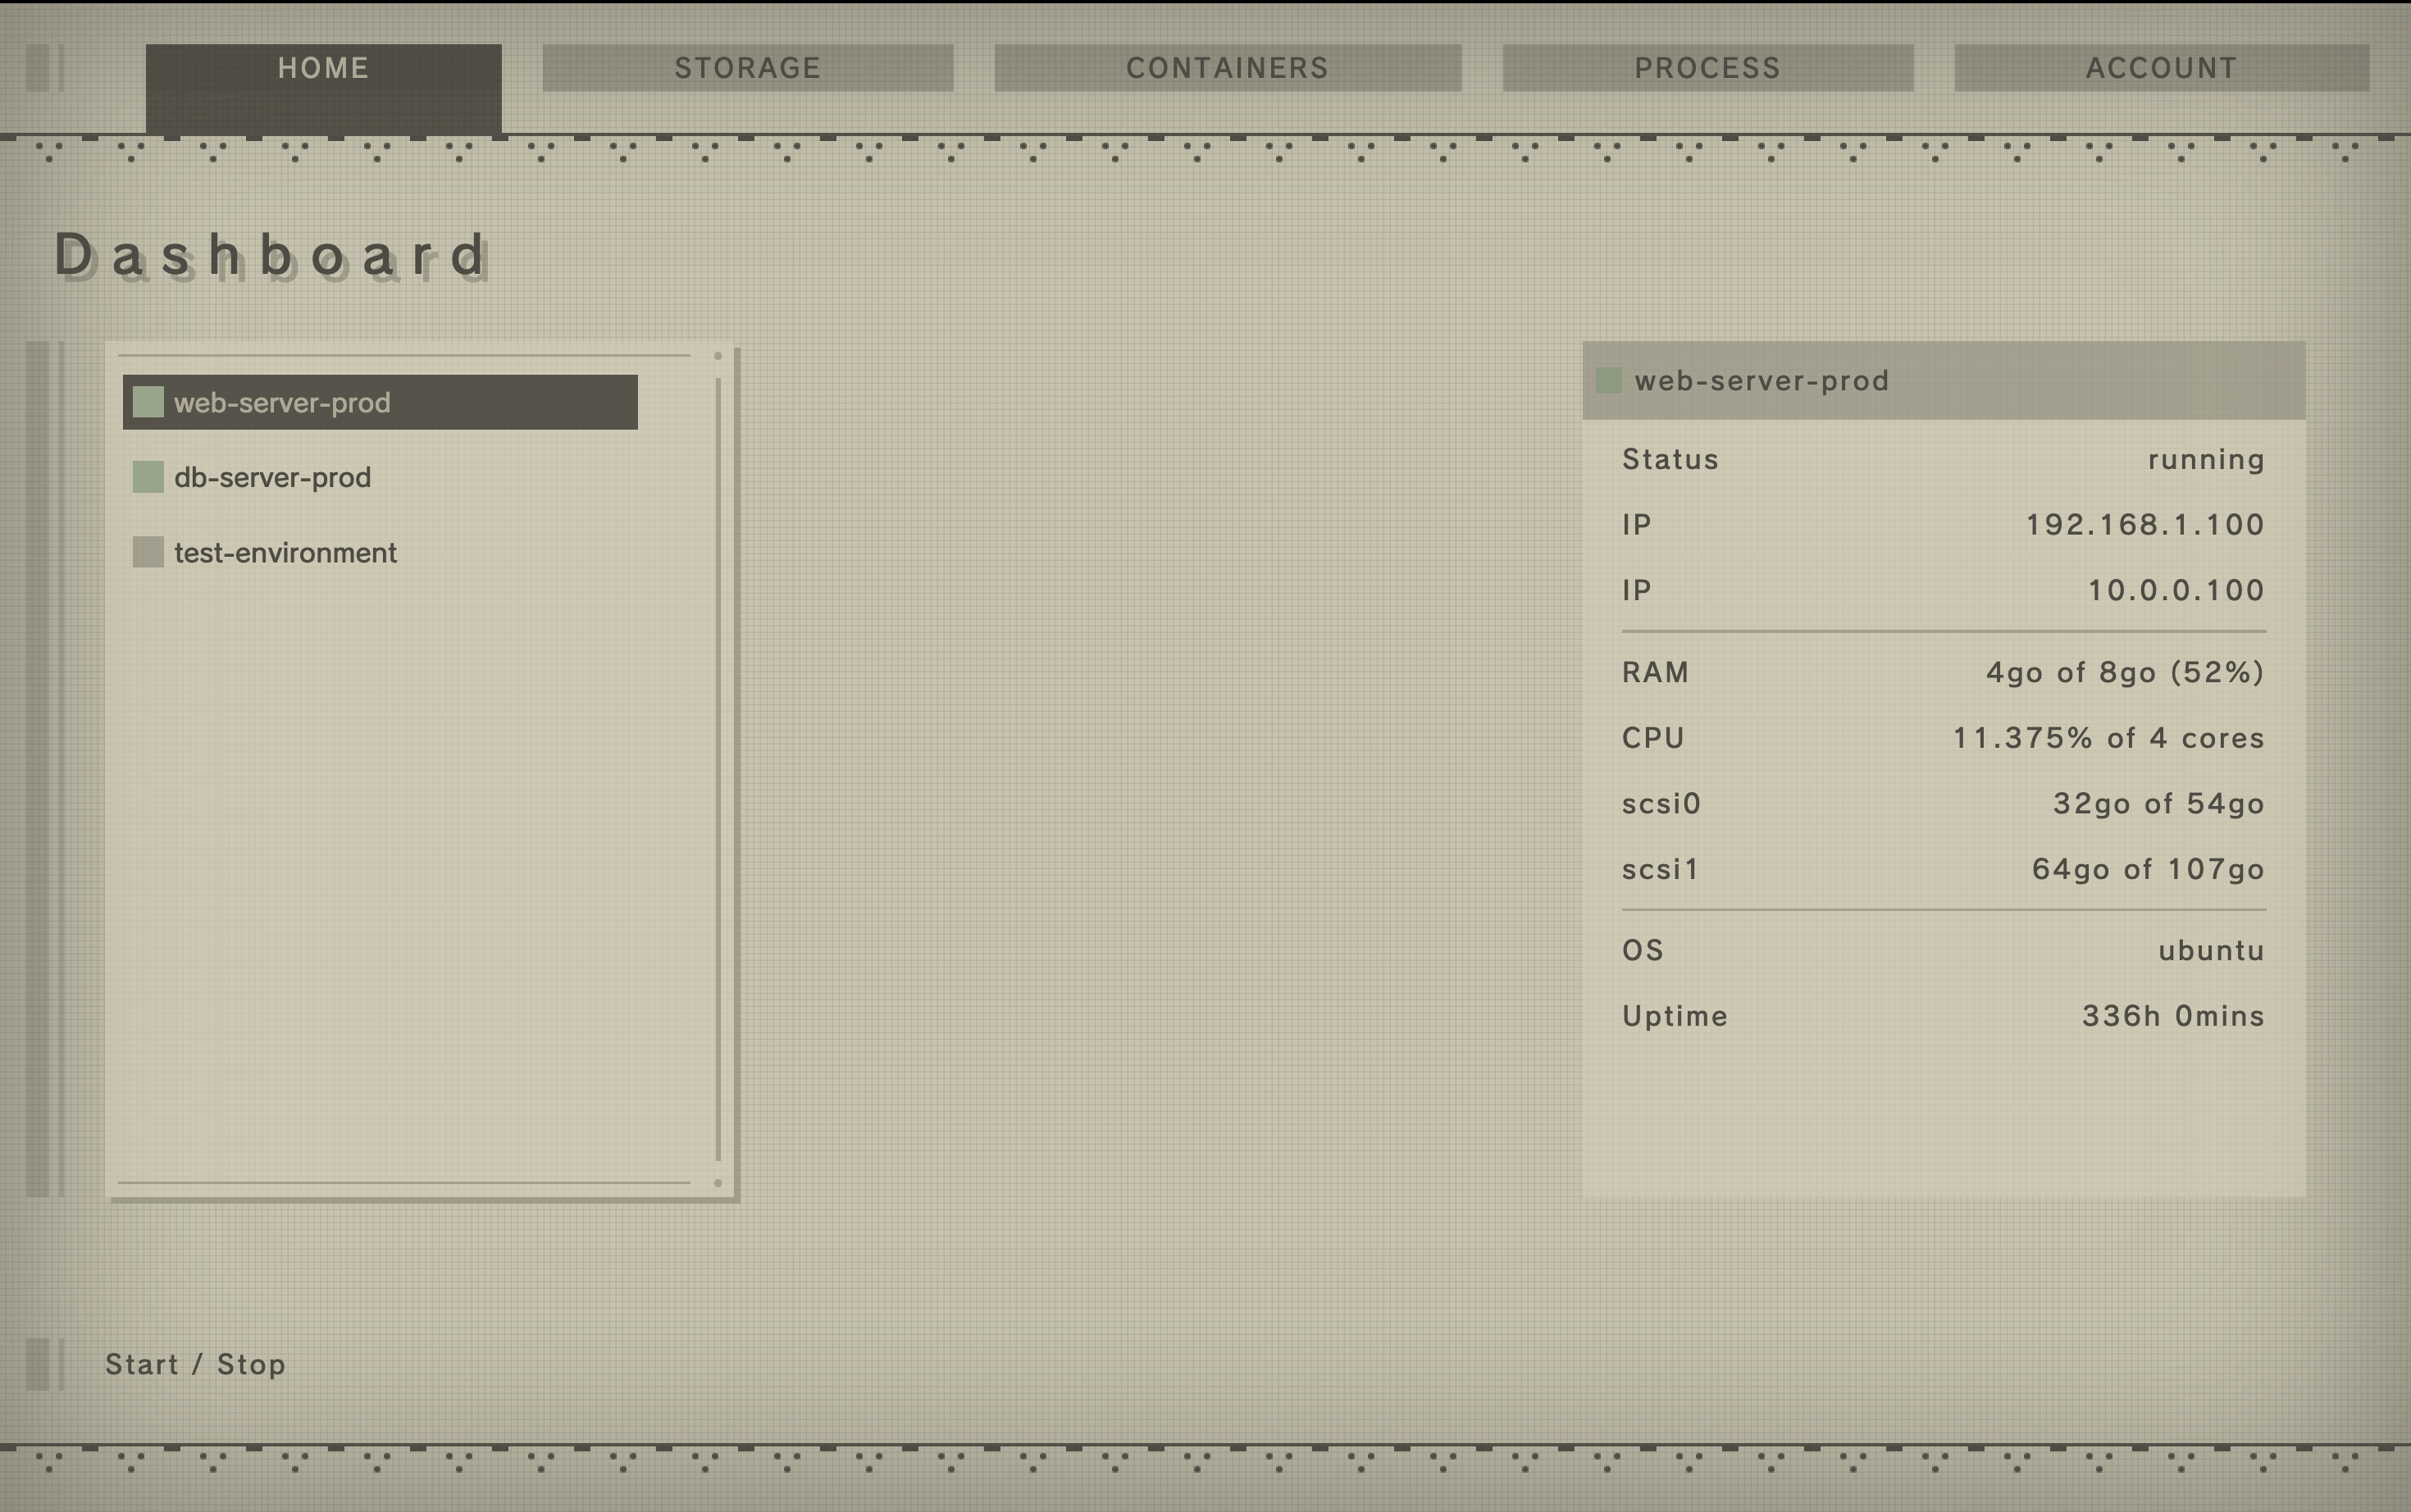 HOME STORAGE CONTAINERS PROCESS ACCOUNT
Dashboard
web-server-prod
db-server-prod
test-environment
web-server-prod
Status running
IP 192.168.1.100
IP 10.0.0.100
RAM 4go of 8go (52%)
CPU 11.375% of 4 cores
scsi0 32go of 54go
scsi1 64go of 107go
OS ubuntu
Uptime 336h 0mins
Start / Stop